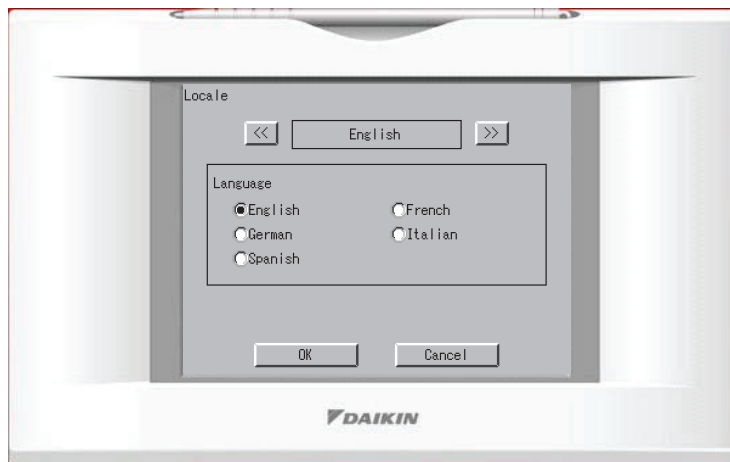 Locale
<< English >>
Language
English French
German Italian
Spanish
OK Cancel
DAIKIN